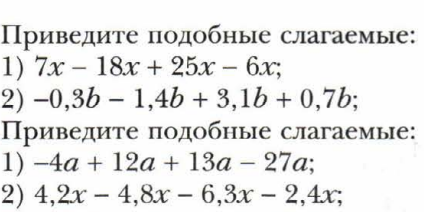 Приведите подобные слагаемые:
1) 7x – 18x + 25x – 6x;
2) –0,3b – 1,4b + 3,1b + 0,7b;
Приведите подобные слагаемые:
1) –4a + 12a + 13a – 27a;
2) 4,2x – 4,8x – 6,3x – 2,4x;